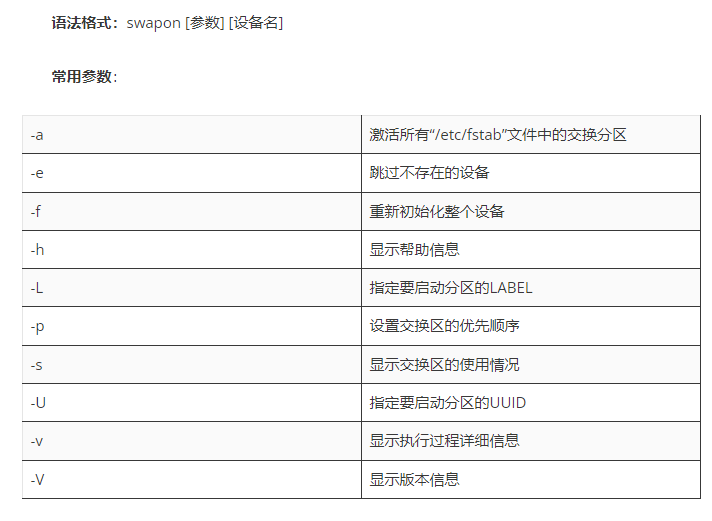 语法格式：swapon [参数] [设备名]
常用参数：
-a 激活所有“/etc/fstab”文件中的交换分区
-e 跳过不存在的设备
-f 重新初始化整个设备
-h 显示帮助信息
-L 指定要启动分区的LABEL
-p 设置交换区的优先顺序
-s 显示交换区的使用情况
-U 指定要启动分区的UUID
-v 显示执行过程详细信息
-V 显示版本信息